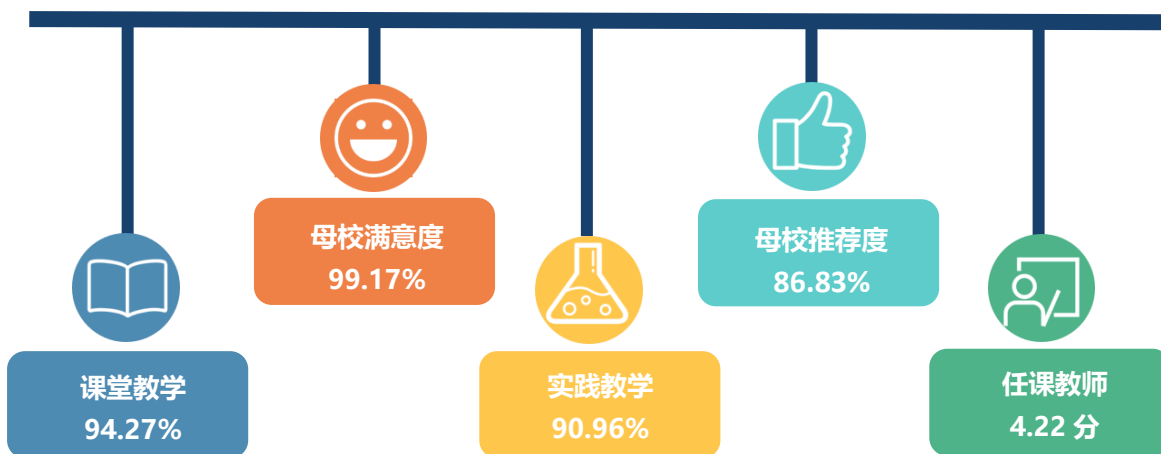 母校满意度
99.17%
母校推荐度
86.83%
课堂教学
94.27%
实践教学
90.96%
任课教师
4.22 分